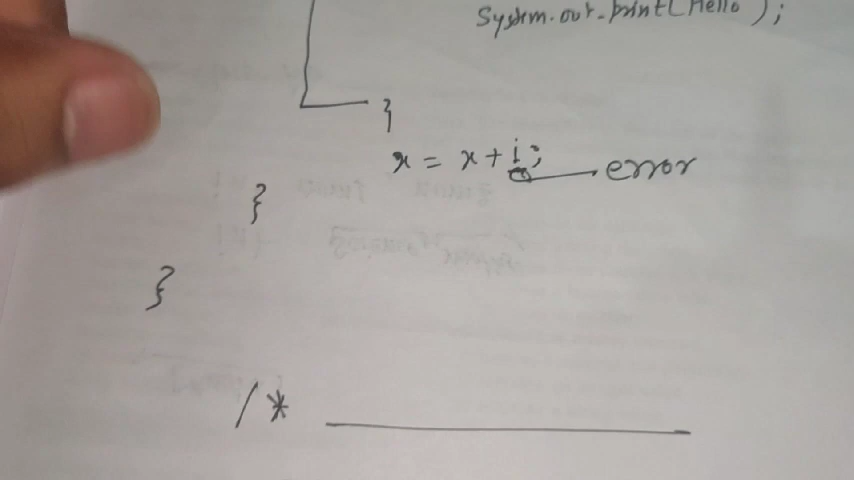 System.out.print(Hello);
}
x = x + i; error
}
}
/*